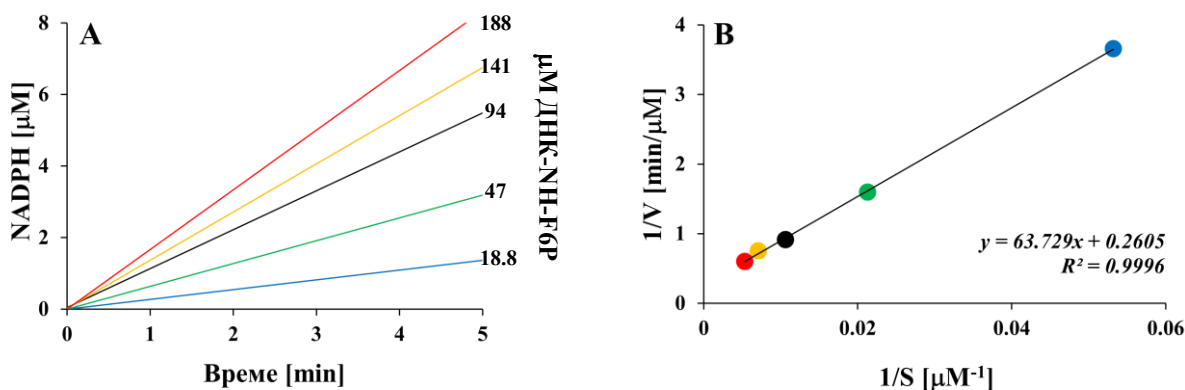 A
NADPH [µM]
8
6
4
2
0
0
1
2
3
4
5
Време [min]
188
141
94
47
18.8
µM ДНК-NH-F6P
B
1/V [min/µM]
4
3
2
1
0
0
0.02
0.04
0.06
1/S [µM⁻¹]
y = 63.729x + 0.2605
R² = 0.9996